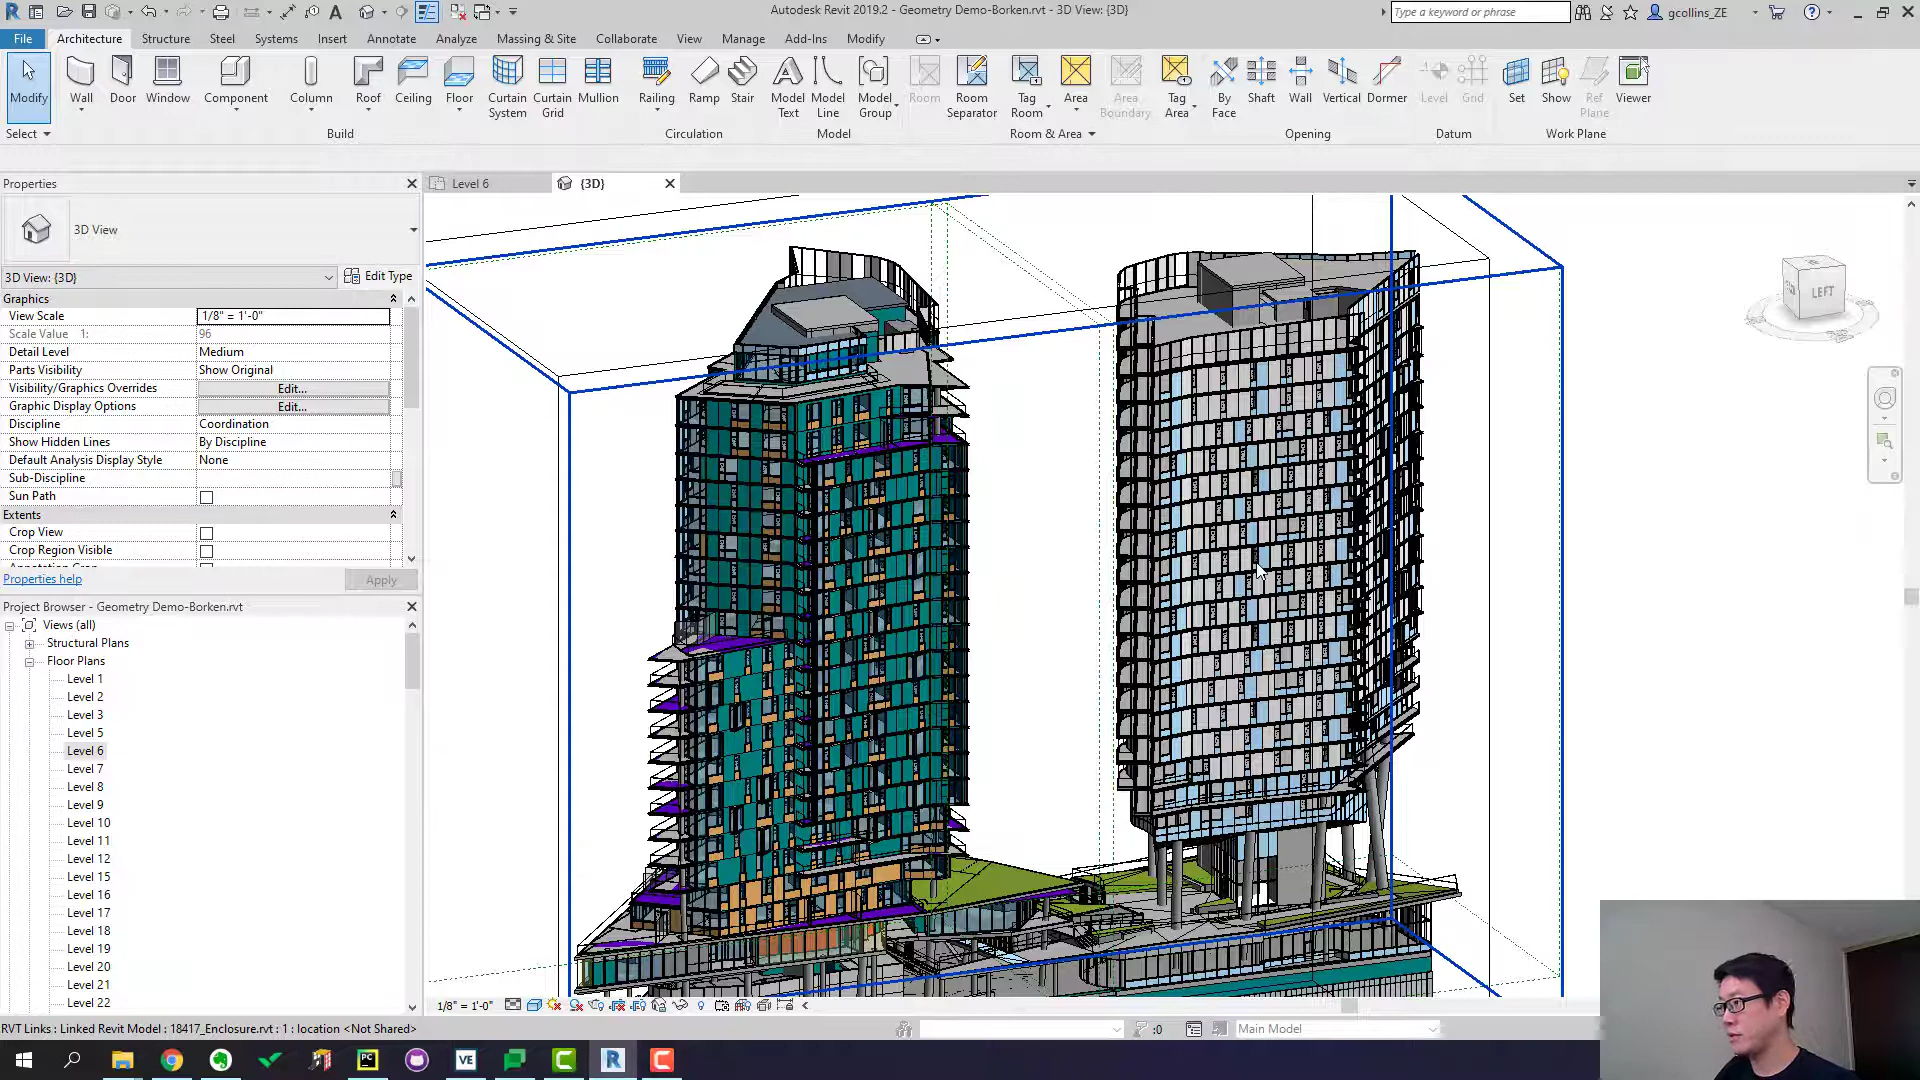 Autodesk Revit 2019.2 - Geometry Demo-Borken.rvt - 3D View: {3D}
Type a keyword or phrase
gcollins_ZE
File Architecture Structure Steel Systems Insert Annotate Analyze Massing & Site Collaborate View Manage Add-Ins Modify
Modify Wall Door Window Component Column Roof Ceiling Floor Curtain System Curtain Grid Mullion Railing Ramp Stair Model Text Model Line Model Group Room Room Separator Tag Room Area Area Boundary Tag Area By Face Shaft Wall Vertical Dormer Level Grid Set Show Ref Plane Viewer
Select Build Circulation Model Room & Area Opening Datum Work Plane
Properties
Level 6 {3D}
3D View
3D View: {3D} Edit Type
Graphics
View Scale 1/8" = 1'-0"
Scale Value 1: 96
Detail Level Medium
Parts Visibility Show Original
Visibility/Graphics Overrides Edit...
Graphic Display Options Edit...
Discipline Coordination
Show Hidden Lines By Discipline
Default Analysis Display Style None
Sub-Discipline
Sun Path
Extents
Crop View
Crop Region Visible
Properties help Apply
LEFT
Project Browser - Geometry Demo-Borken.rvt
Views (all)
Structural Plans
Floor Plans
Level 1
Level 2
Level 3
Level 5
Level 6
Level 7
Level 8
Level 9
Level 10
Level 11
Level 12
Level 15
Level 16
Level 17
Level 18
Level 19
Level 20
Level 21
Level 22
1/8" = 1'-0"
RVT Links : Linked Revit Model : 18417_Enclosure.rvt : 1 : location <Not Shared>
:0
Main Model
PC
VE
R